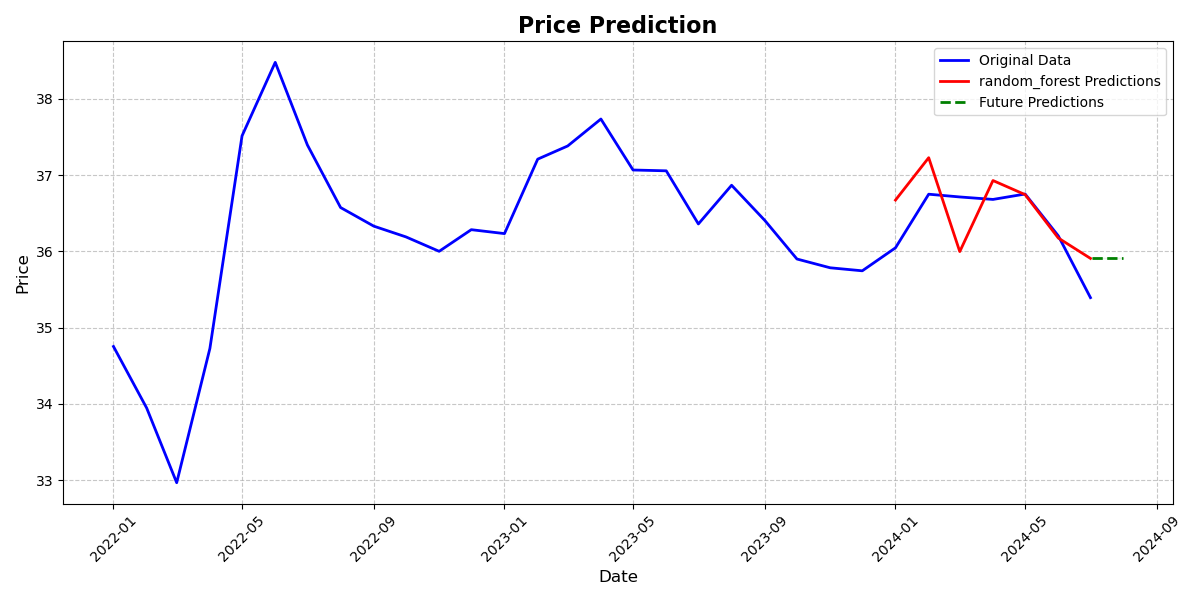 Price Prediction
Original Data
random_forest Predictions
Future Predictions
Price
38
37
36
35
34
33
2022-01
2022-05
2022-09
2023-01
2023-05
2023-09
2024-01
2024-05
2024-09
Date